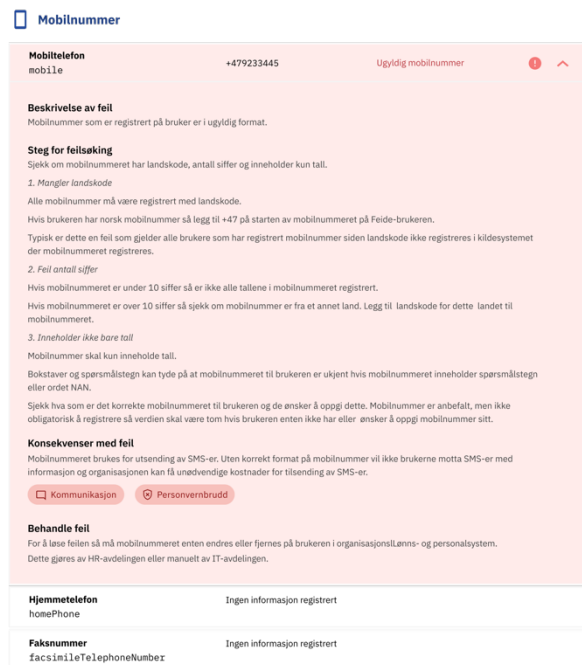 Mobilnummer
Mobiltelefon
mobile
+479233445
Ugyldig mobilnummer
Beskrivelse av feil
Mobilnummer som er registrert på bruker er i ugyldig format.
Steg for feilsøking
Sjekk om mobilnummeret har landskode, antall siffer og inneholder kun tall.
1. Mangler landskode
Alle mobilnummer må være registrert med landskode.
Hvis brukeren har norsk mobilnummer så legg til +47 på starten av mobilnummeret på Feide-brukeren.
Typisk er dette en feil som gjelder alle brukere som har registrert mobilnummer siden landskode ikke registreres i kildesystemet
der mobilnummeret registreres.
2. Feil antall siffer
Hvis mobilnummeret er under 10 siffer så er ikke alle tallene i mobilnummeret registrert.
Hvis mobilnummeret er over 10 siffer så sjekk om mobilnummer er fra et annet land. Legg til landskode for dette landet til
mobilnummeret.
3. Inneholder ikke bare tall
Mobilnummer skal kun inneholde tall.
Bokstaver og spørsmålstegn kan tyde på at mobilnummeret til brukeren er ukjent hvis mobilnummeret inneholder spørsmålstegn
eller ordet NAN.
Sjekk hva som er det korrekte mobilnummeret til brukeren og de ønsker å oppgi dette. Mobilnummer er anbefalt, men ikke
obligatorisk å registrere så verdien skal være tom hvis brukeren enten ikke har eller ønsker å oppgi mobilnummer sitt.
Konsekvenser med feil
Mobilnummeret brukes for utsending av SMS-er. Uten korrekt format på mobilnummer vil ikke brukerne motta SMS-er med
informasjon og organisasjonen kan få unødvendige kostnader for tilsending av SMS-er.
Kommunikasjon
Personvernbrudd
Behandle feil
For å løse feilen så må mobilnummeret enten endres eller fjernes på brukeren i organisasjonslLønns- og personalsystem.
Dette gjøres av HR-avdelingen eller manuelt av IT-avdelingen.
Hjemmetelefon
homePhone
Ingen informasjon registrert
Faksnummer
facsimileTelephoneNumber
Ingen informasjon registrert